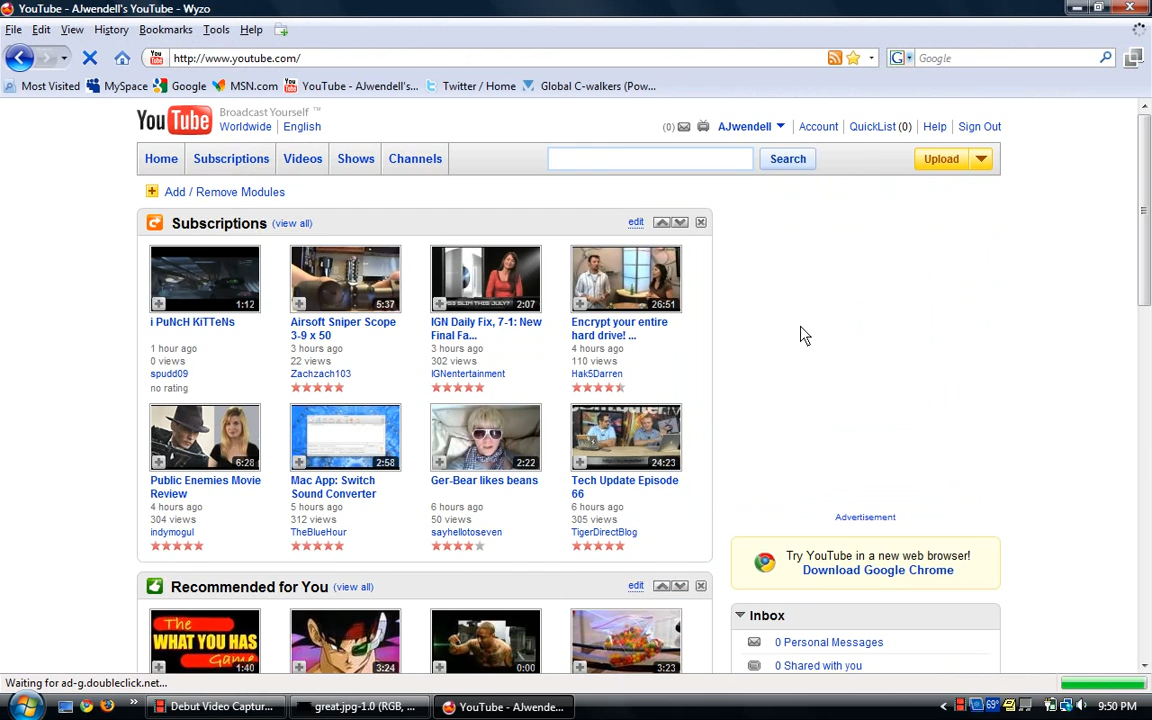 YouTube - AJwendell's YouTube - Wyzo
File Edit View History Bookmarks Tools Help
You Tube http://www.youtube.com/ G Google
Most Visited MySpace Google MSN.com YouTube - AJwendell's... Twitter / Home Global C-walkers (Pow...
YouTube Broadcast Yourself ™
Worldwide English
(0) AJwendell Account QuickList (0) Help Sign Out
Home Subscriptions Videos Shows Channels Search Upload
Add / Remove Modules
Subscriptions (view all) edit
1:12 5:37 2:07 26:51
i PuNcH KiTTeNs
1 hour ago
0 views
spudd09
no rating
Airsoft Sniper Scope
3-9 x 50
3 hours ago
22 views
Zachzach103
IGN Daily Fix, 7-1: New
Final Fa...
3 hours ago
302 views
IGNentertainment
Encrypt your entire
hard drive! ...
4 hours ago
110 views
Hak5Darren
6:28 2:58 2:22 24:23
Public Enemies Movie
Review
4 hours ago
304 views
indymogul
Mac App: Switch
Sound Converter
5 hours ago
312 views
TheBlueHour
Ger-Bear likes beans
6 hours ago
50 views
sayhellotoseven
Tech Update Episode
66
6 hours ago
305 views
TigerDirectBlog
Recommended for You (view all) edit
The
WHAT YOU HAS
Game
1:40 3:24 0:00 3:23
Advertisement
Try YouTube in a new web browser!
Download Google Chrome
Inbox
0 Personal Messages
0 Shared with you
Waiting for ad-g.doubleclick.net...
Debut Video Captur... great.jpg-1.0 (RGB, ... YouTube - AJwende... 69° 9:50 PM